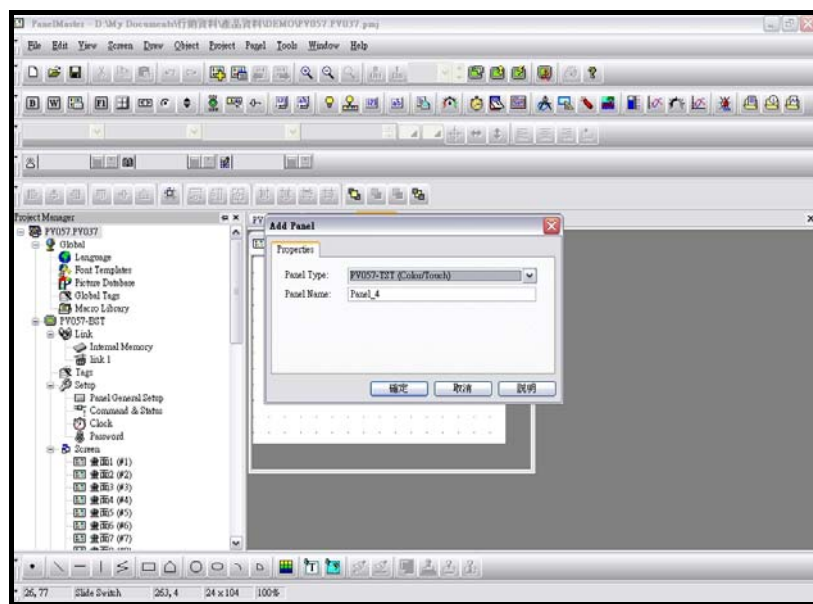 PanelMaster - D:\My Documents\行銷資料\產品資料\DEMO\PV057.PV037.pmj
File Edit View Screen Draw Object Project Panel Tools Window Help
Project Manager
PV057.PV037
Global
Language
Font Templates
Picture Database
Global Tags
Macro Library
PV057-BST
Link
Internal Memory
link 1
Tags
Setup
Panel General Setup
Command & Status
Clock
Password
Screen
畫面1 (#1)
畫面2 (#2)
畫面3 (#3)
畫面4 (#4)
畫面5 (#5)
畫面6 (#6)
畫面7 (#7)
Add Panel
Properties
Panel Type: PV057-TST (Color/Touch)
Panel Name: Panel_4
確定 取消 說明
26, 77 Slide Switch 263, 4 24 x 104 100%